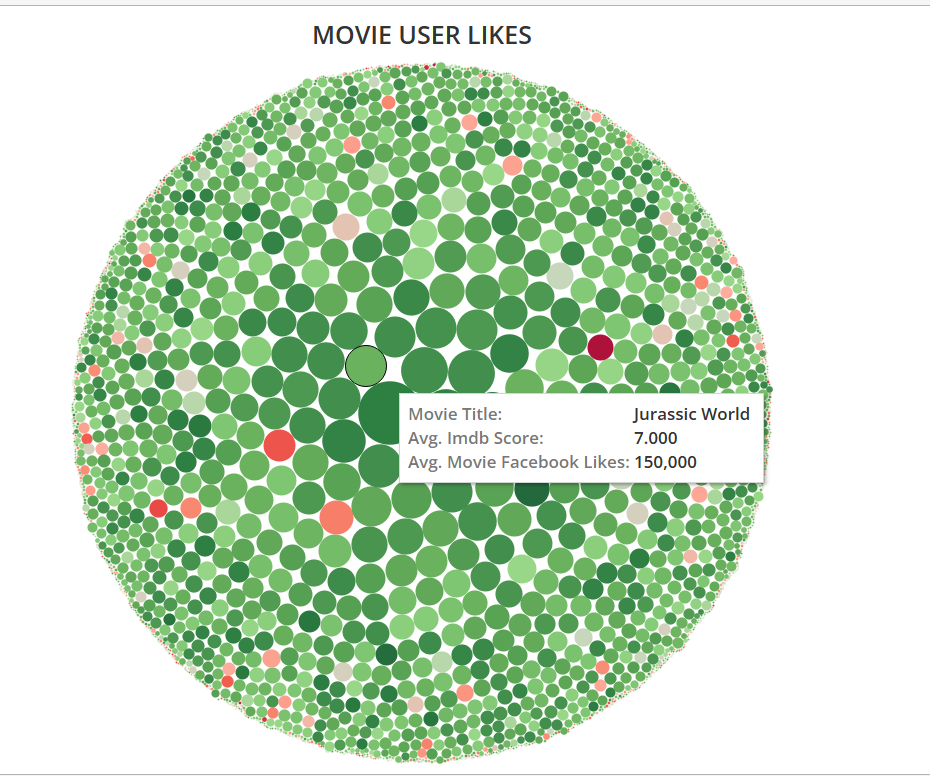 MOVIE USER LIKES
Movie Title: Jurassic World
Avg. Imdb Score: 7.000
Avg. Movie Facebook Likes: 150,000